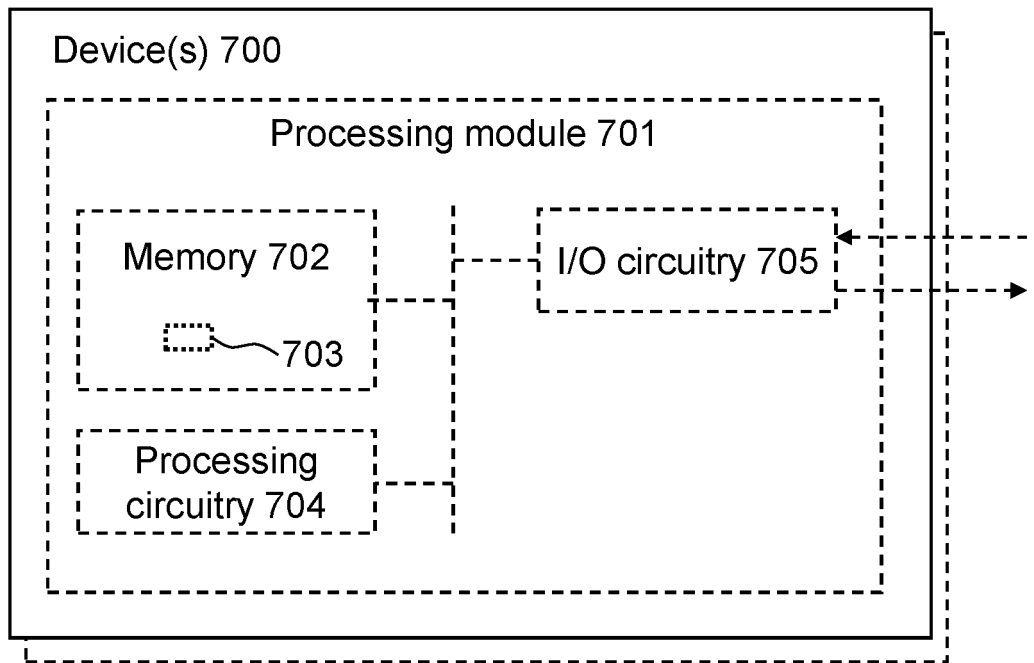 Device(s) 700
Processing module 701
Memory 702
I/O circuitry 705
703
Processing
circuitry 704